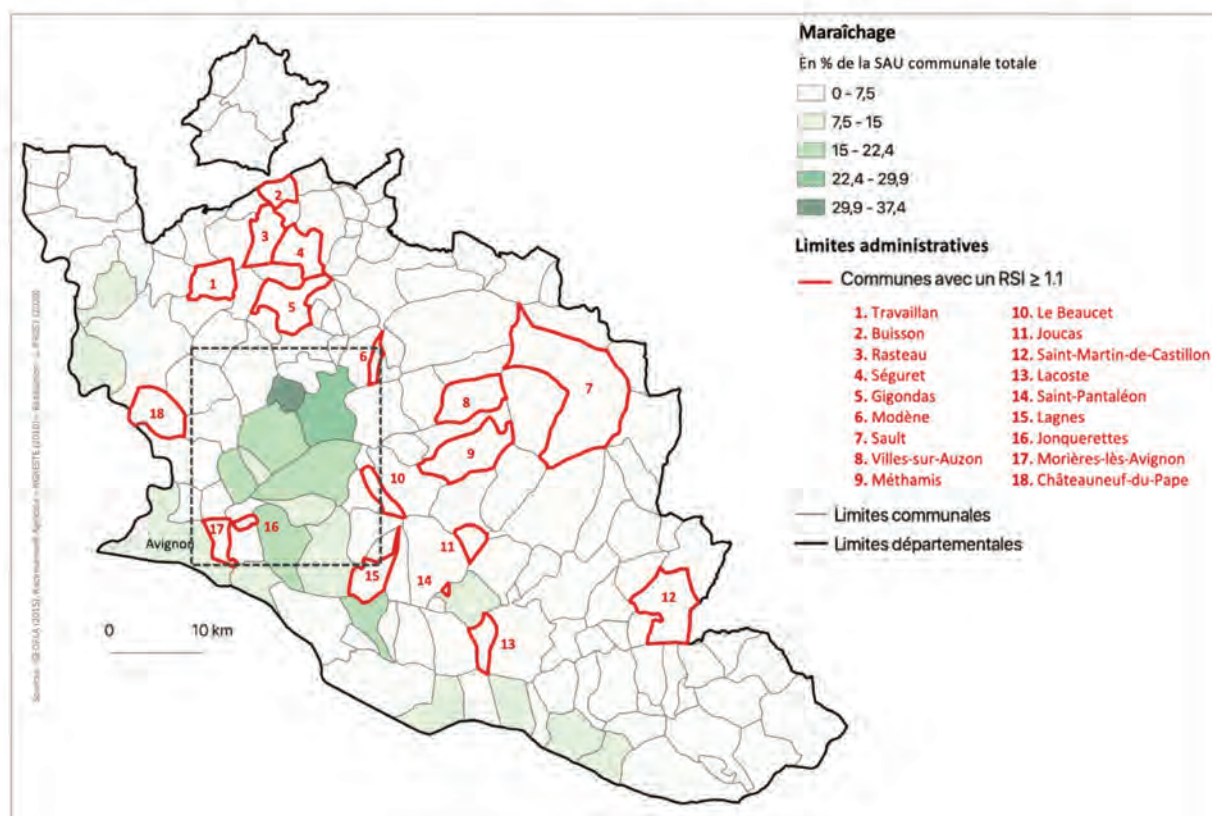 Maraîchage
En % de la SAU communale totale
0 - 7,5
7,5 - 15
15 - 22,4
22,4 - 29,9
29,9 - 37,4
Limites administratives
Communes avec un RSI ≥ 1.1
1. Travaillan
2. Buisson
3. Rasteau
4. Séguret
5. Gigondas
6. Modène
7. Sault
8. Villes-sur-Auzon
9. Méthamis
10. Le Beaucet
11. Joucas
12. Saint-Martin-de-Castillon
13. Lacoste
14. Saint-Pantaléon
15. Lagnes
16. Jonquerettes
17. Morières-lès-Avignon
18. Châteauneuf-du-Pape
Limites communales
Limites départementales
2
3
4
1
5
6
7
18
8
9
10
17
16
Avignon
11
15
14
12
13
0 10 km